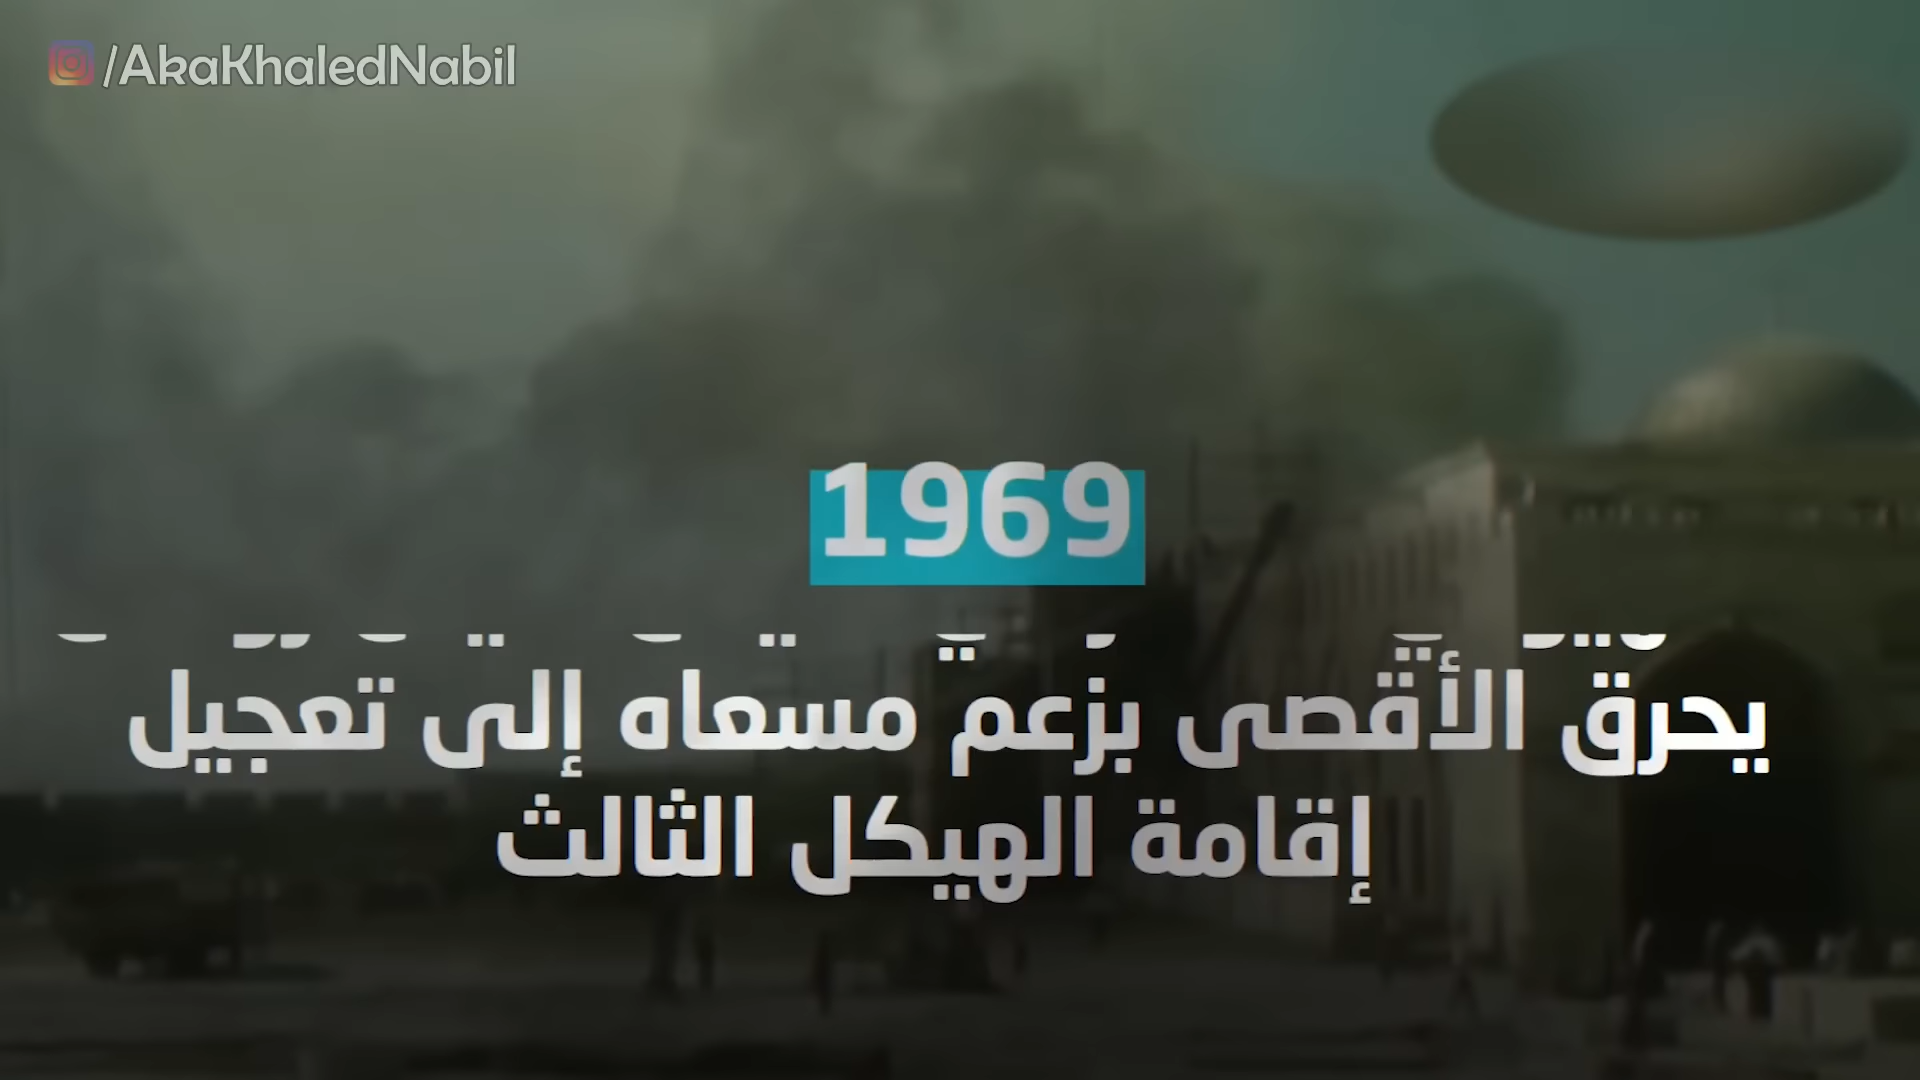 /AkaKhaledNabil
1969
يحرق الأقصى بزعم مسعاه إلى تعجيل
إقامة الهيكل الثالث